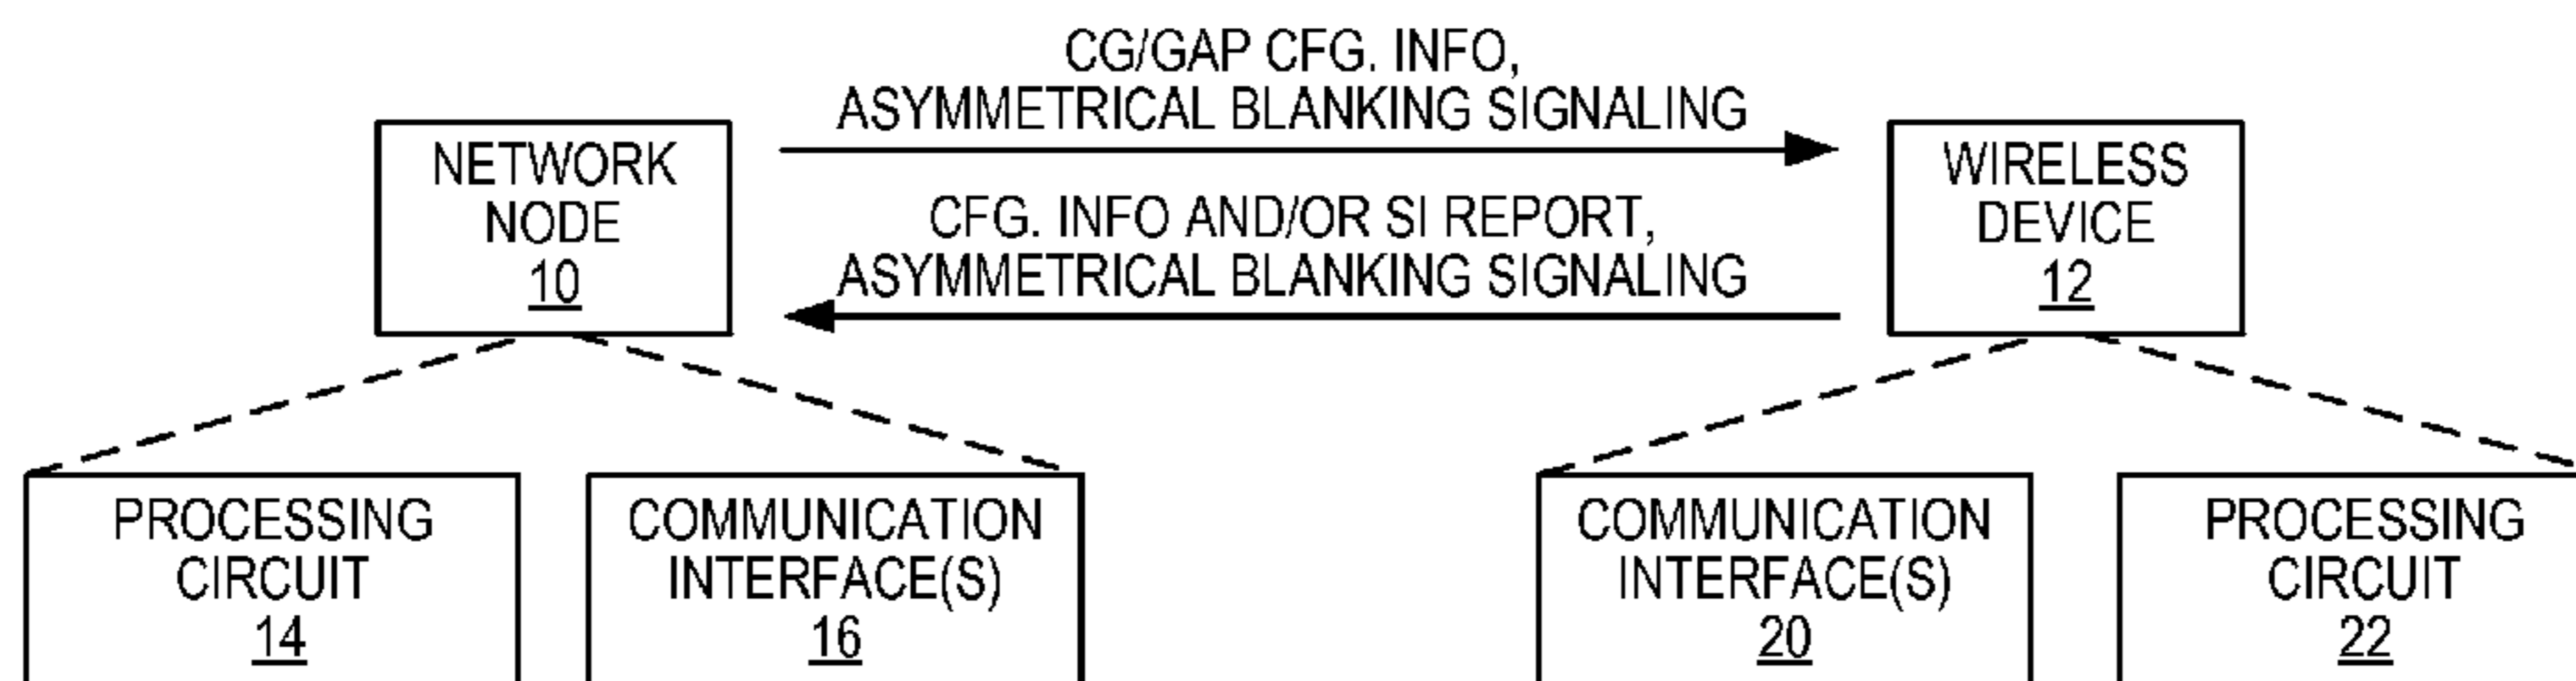 CG/GAP CFG. INFO,
ASYMMETRICAL BLANKING SIGNALING
NETWORK
NODE
10
WIRELESS
DEVICE
12
CFG. INFO AND/OR SI REPORT,
ASYMMETRICAL BLANKING SIGNALING
PROCESSING
CIRCUIT
14
COMMUNICATION
INTERFACE(S)
16
COMMUNICATION
INTERFACE(S)
20
PROCESSING
CIRCUIT
22